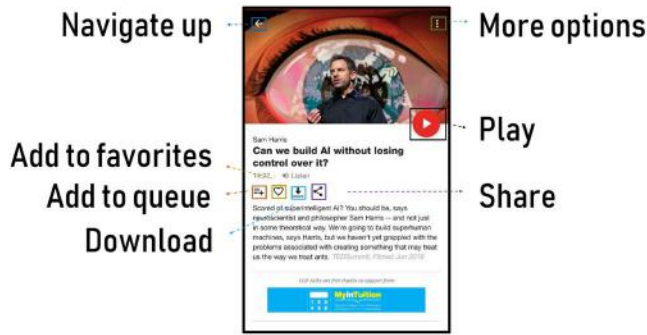 Navigate up
More options
Play
Add to favorites
Add to queue
Download
Share
Sam Harris
Can we build AI without losing
control over it?
Listen
Scared of superintelligent AI? You should be, says
neuroscientist and philosopher Sam Harris — and not just
in some theoretical way. We're going to build superhuman
machines, says Harris, but we haven't yet grappled with the
problems associated with creating something that may treat
us the way we treat ants. TEDSummit, Filmed Jun 2016
MyinTuition